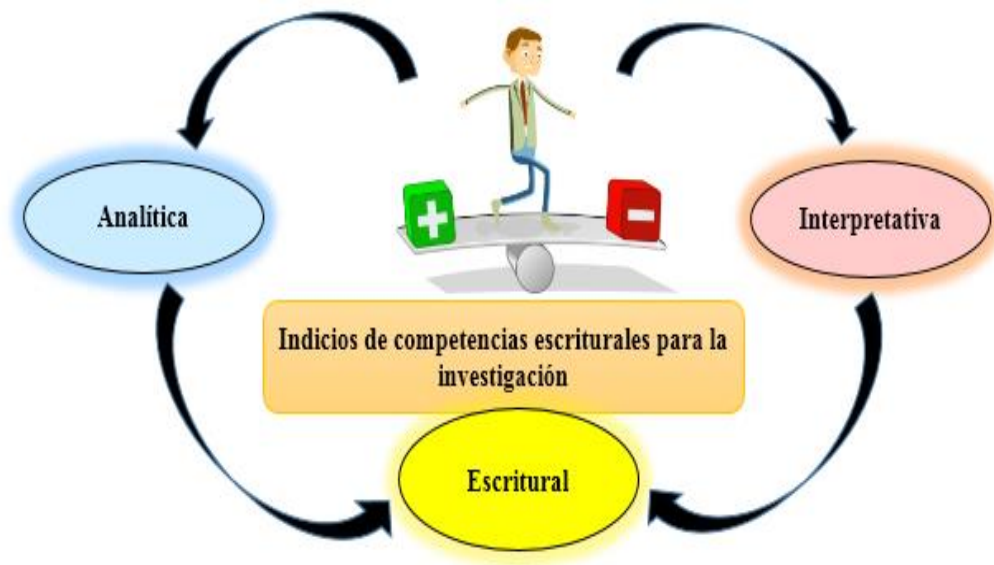 Analítica
Interpretativa
Indicios de competencias escriturales para la
investigación
Escritural